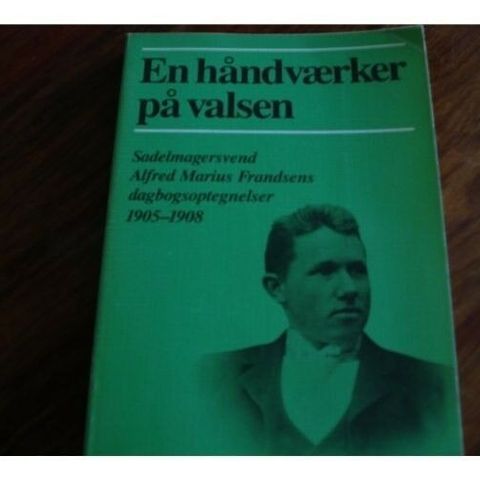 En håndværker
på valsen
Sadelmagersvend
Alfred Marius Frandsens
dagbogsoptegnelser
1905–1908